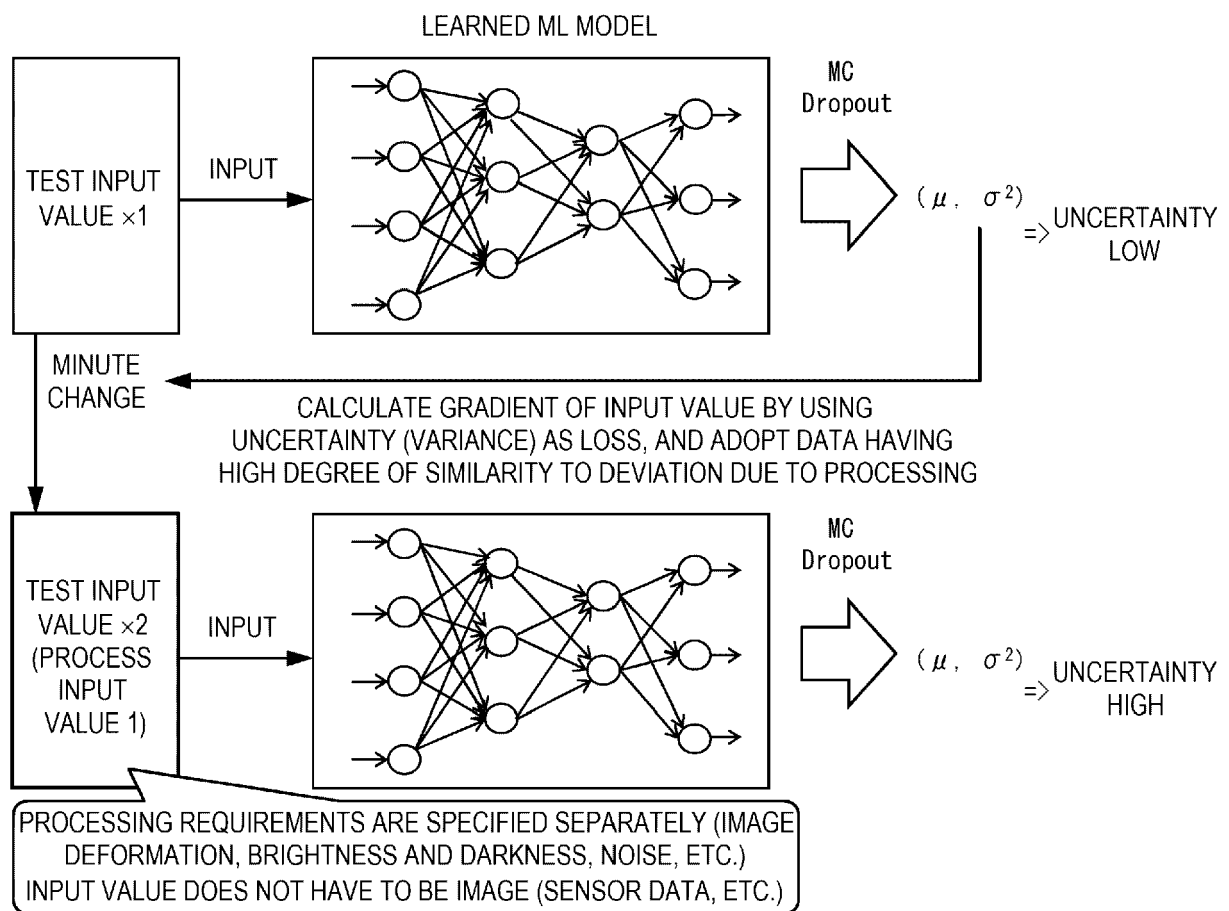 LEARNED ML MODEL
TEST INPUT
VALUE ×1
INPUT
MC
Dropout
(μ, σ²)
=> UNCERTAINTY
LOW
MINUTE
CHANGE
CALCULATE GRADIENT OF INPUT VALUE BY USING
UNCERTAINTY (VARIANCE) AS LOSS, AND ADOPT DATA HAVING
HIGH DEGREE OF SIMILARITY TO DEVIATION DUE TO PROCESSING
TEST INPUT
VALUE ×2
(PROCESS
INPUT
VALUE 1)
INPUT
MC
Dropout
(μ, σ²)
=> UNCERTAINTY
HIGH
PROCESSING REQUIREMENTS ARE SPECIFIED SEPARATELY (IMAGE
DEFORMATION, BRIGHTNESS AND DARKNESS, NOISE, ETC.)
INPUT VALUE DOES NOT HAVE TO BE IMAGE (SENSOR DATA, ETC.)